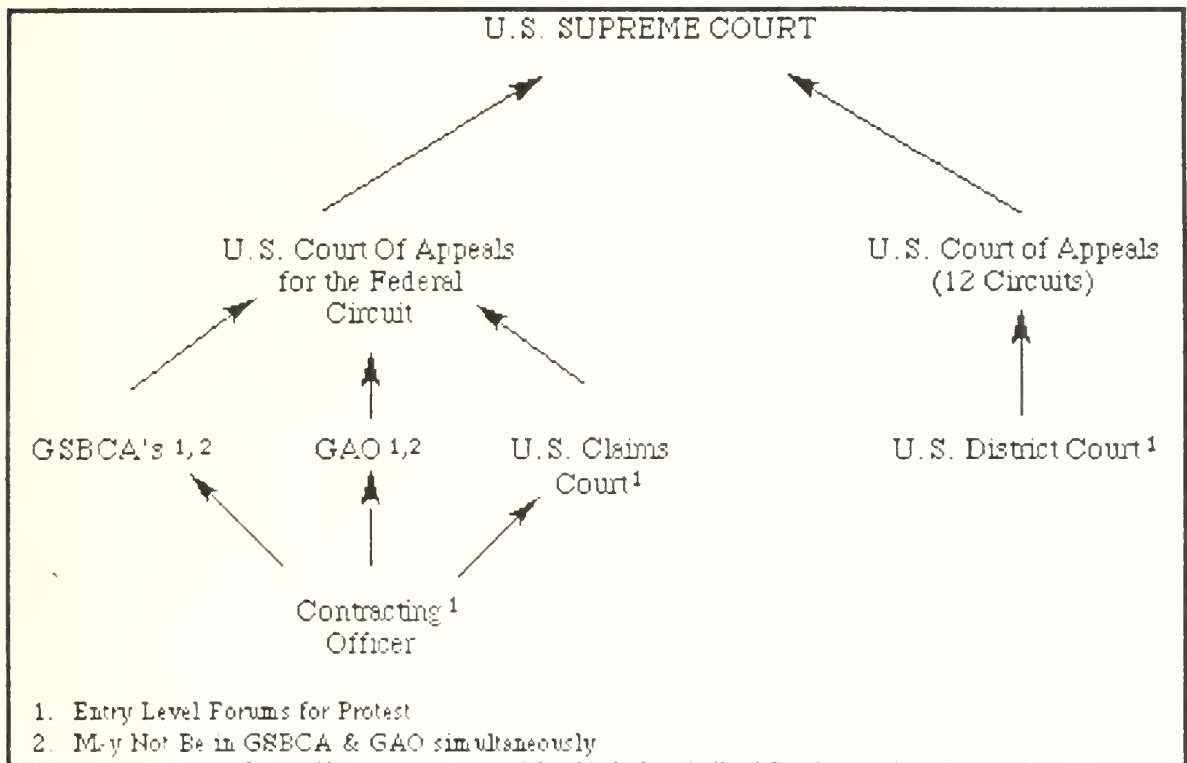 U.S. SUPREME COURT
U.S. Court Of Appeals
for the Federal
Circuit
U.S. Court of Appeals
(12 Circuits)
GSBCA's 1,2
GAO 1,2
U.S. Claims
Court 1
U.S. District Court 1
Contracting 1
Officer
1. Entry Level Forums for Protest
2. May Not Be in GSBCA & GAO simultaneously